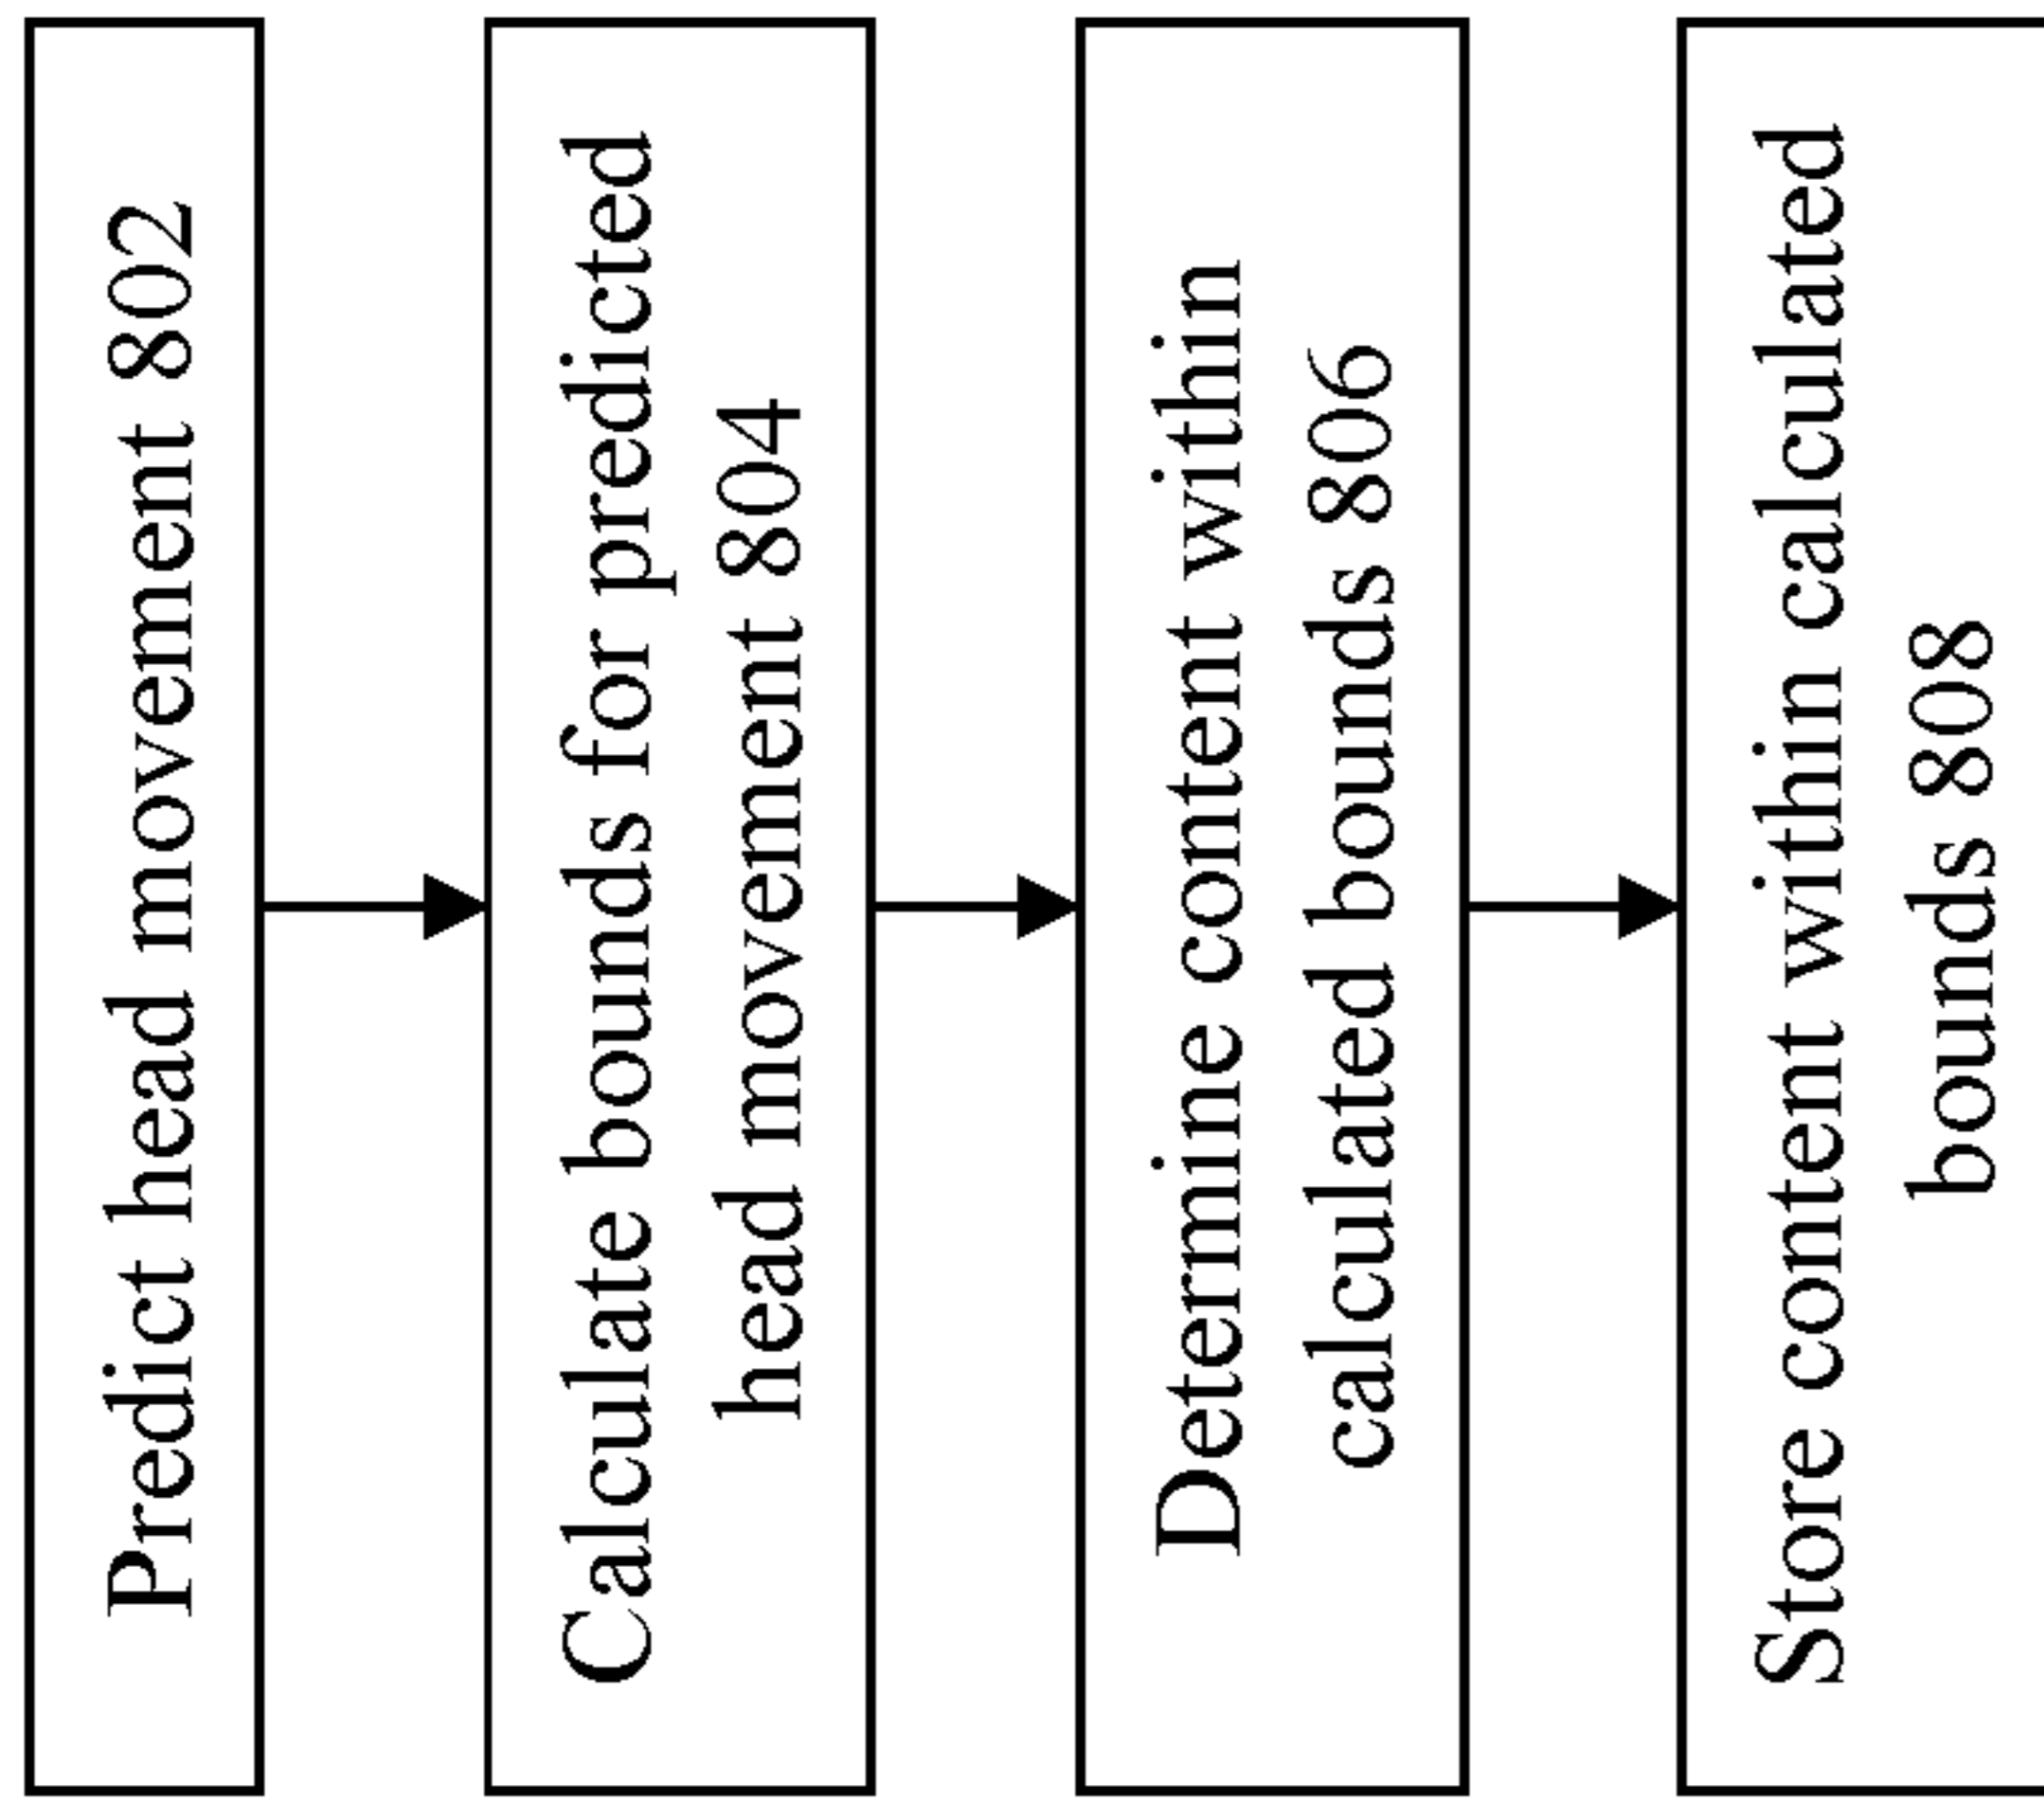 Predict head movement 802
Calculate bounds for predicted
head movement 804
Determine content within
calculated bounds 806
Store content within calculated
bounds 808